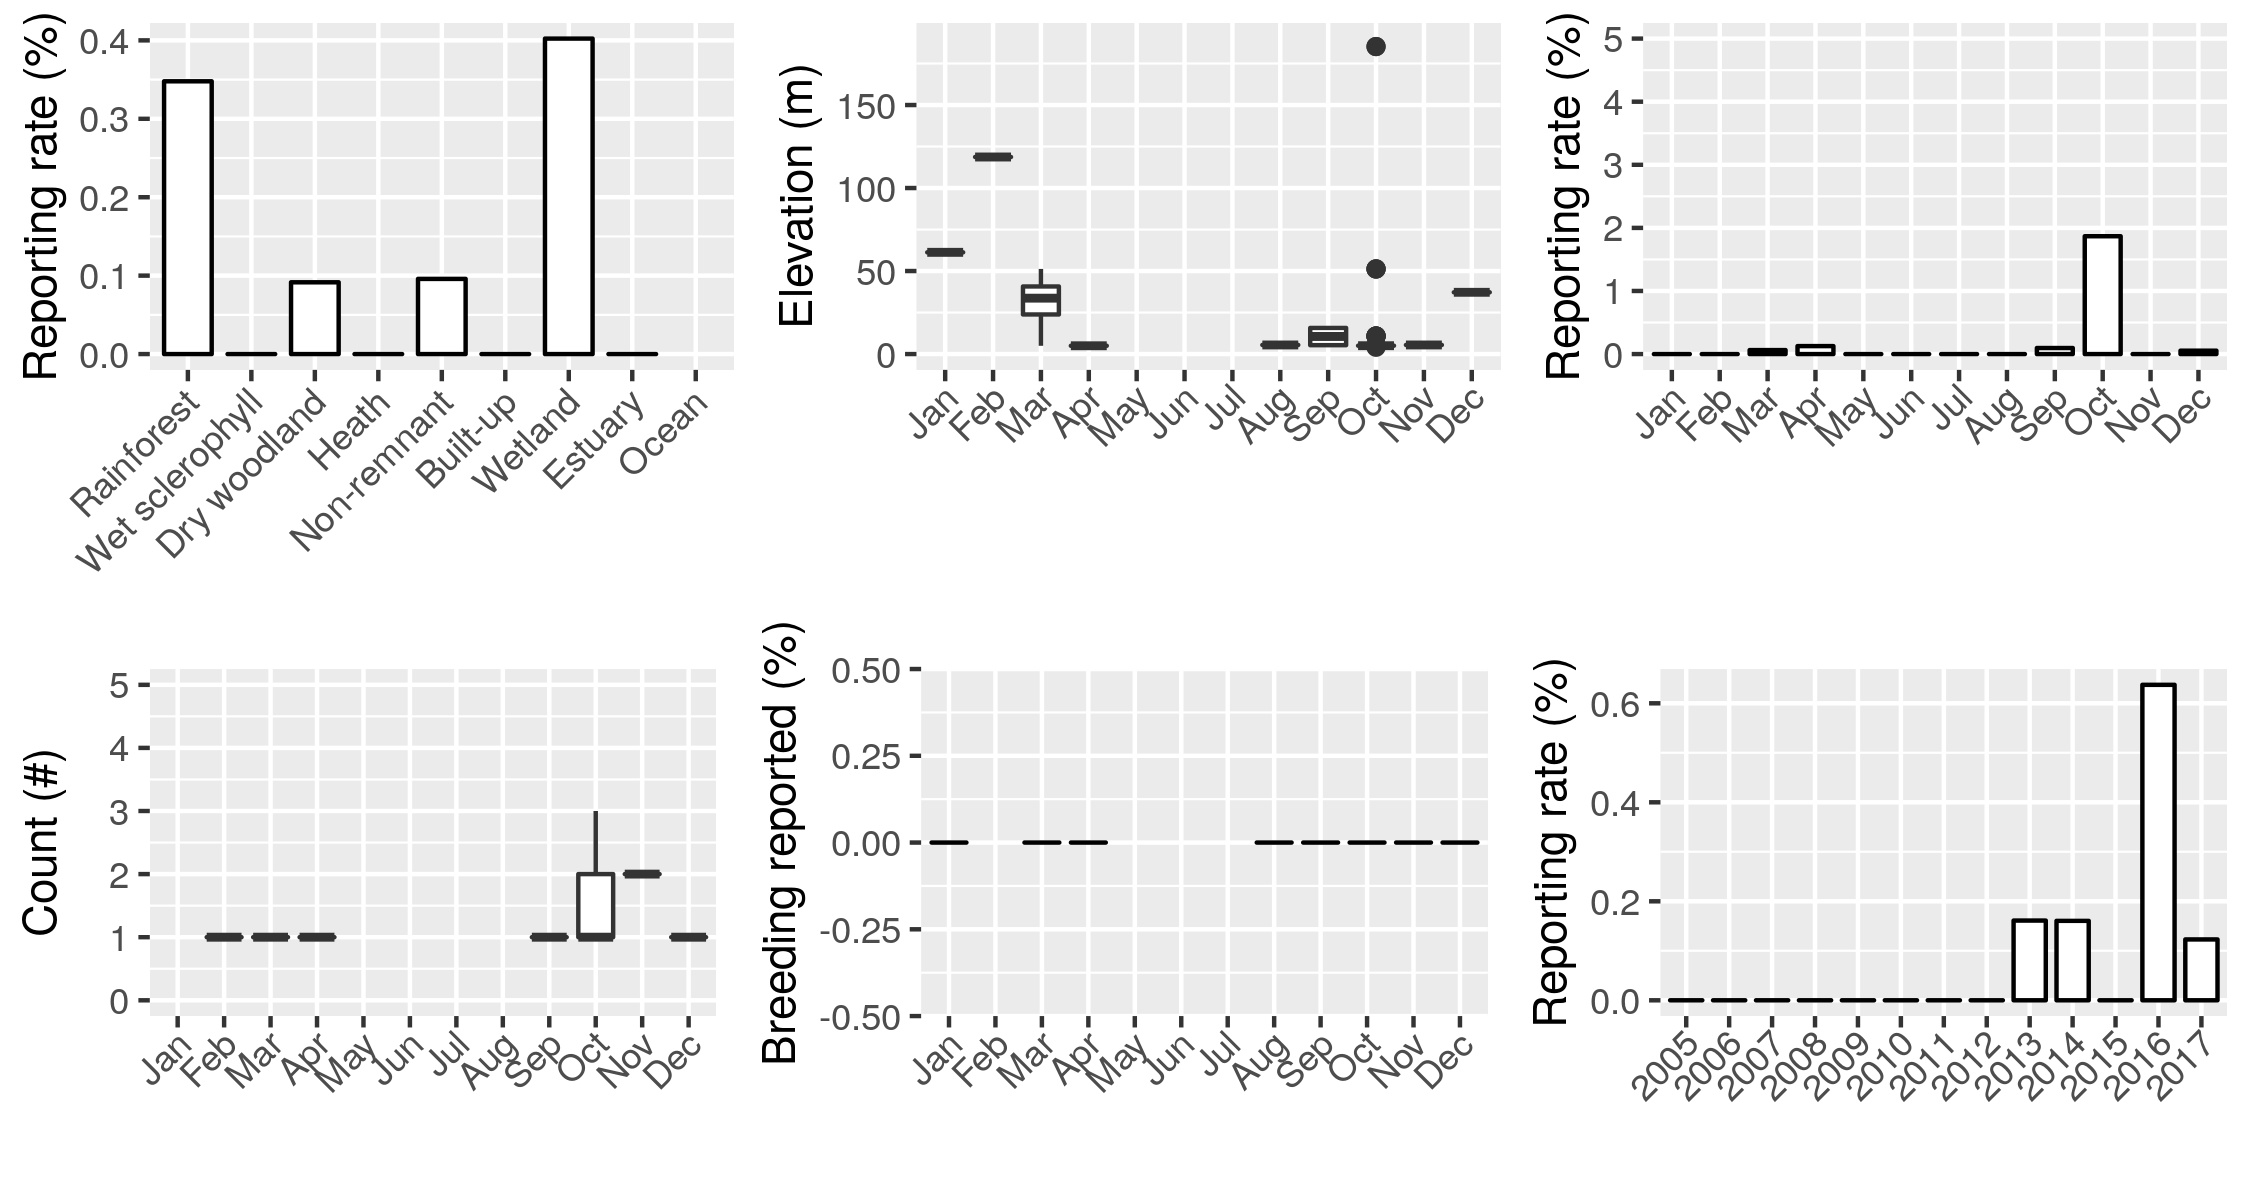 Reporting rate (%)
0.4
0.3
0.2
0.1
0.0
Rainforest
Wet sclerophyll
Dry woodland
Heath
Non-remnant
Built-up
Wetland
Estuary
Ocean
Elevation (m)
150
100
50
0
Jan
Feb
Mar
Apr
May
Jun
Jul
Aug
Sep
Oct
Nov
Dec
Reporting rate (%)
5
4
3
2
1
0
Jan
Feb
Mar
Apr
May
Jun
Jul
Aug
Sep
Oct
Nov
Dec
Count (#)
5
4
3
2
1
0
Jan
Feb
Mar
Apr
May
Jun
Jul
Aug
Sep
Oct
Nov
Dec
Breeding reported (%)
0.50
0.25
0.00
-0.25
-0.50
Jan
Feb
Mar
Apr
May
Jun
Jul
Aug
Sep
Oct
Nov
Dec
Reporting rate (%)
0.6
0.4
0.2
0.0
2005
2006
2007
2008
2009
2010
2011
2012
2013
2014
2015
2016
2017